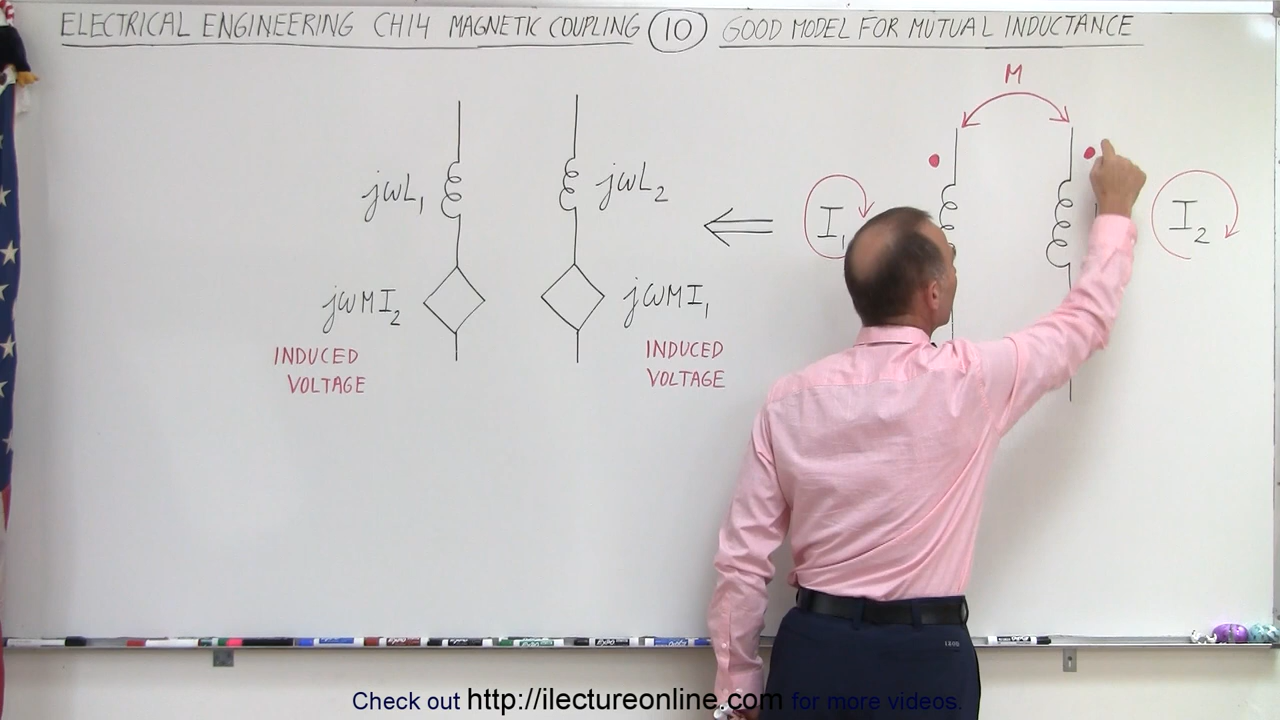 ELECTRICAL ENGINEERING CH14 MAGNETIC COUPLING 10 GOOD MODEL FOR MUTUAL INDUCTANCE
M
jωL₁
jωL₂
I₁
I₂
jωMI₂
jωMI₁
INDUCED
VOLTAGE
INDUCED
VOLTAGE
Check out http://ilectureonline.com for more videos.